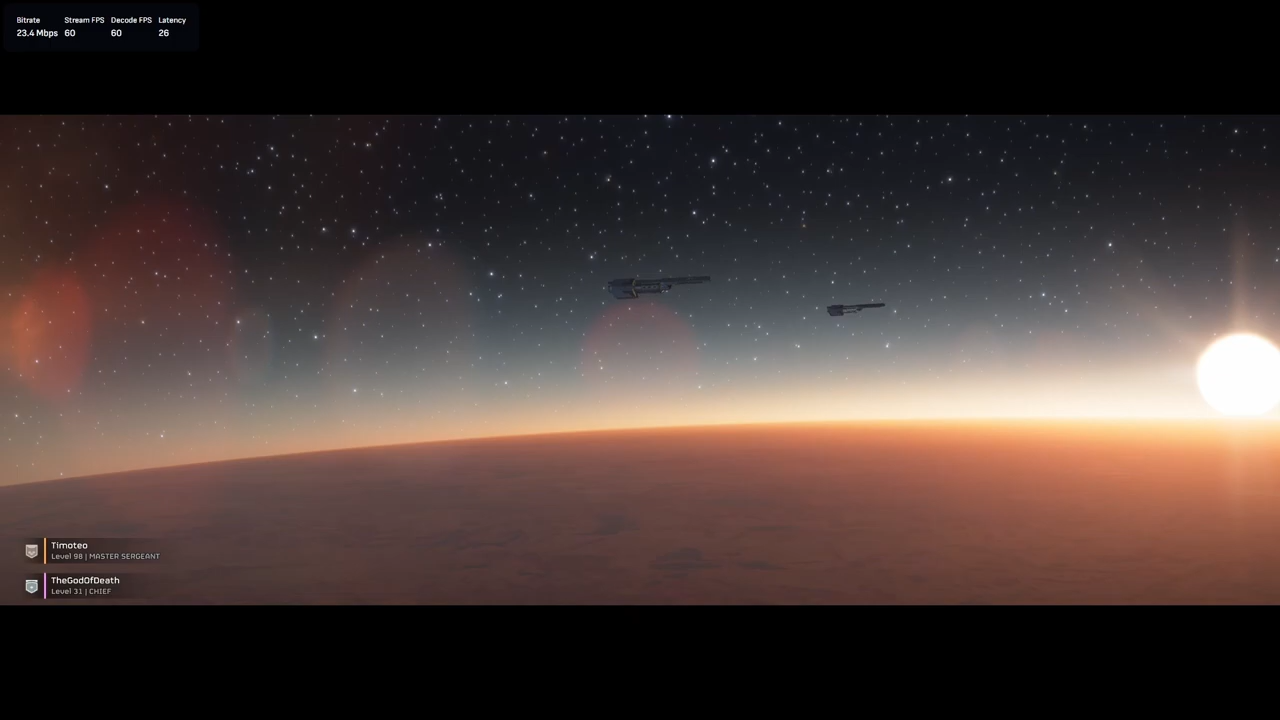 Bitrate Stream FPS Decode FPS Latency
23.4 Mbps 60 60 26
Timoteo
Level 98 | MASTER SERGEANT
TheGodOfDeath
Level 31 | CHIEF